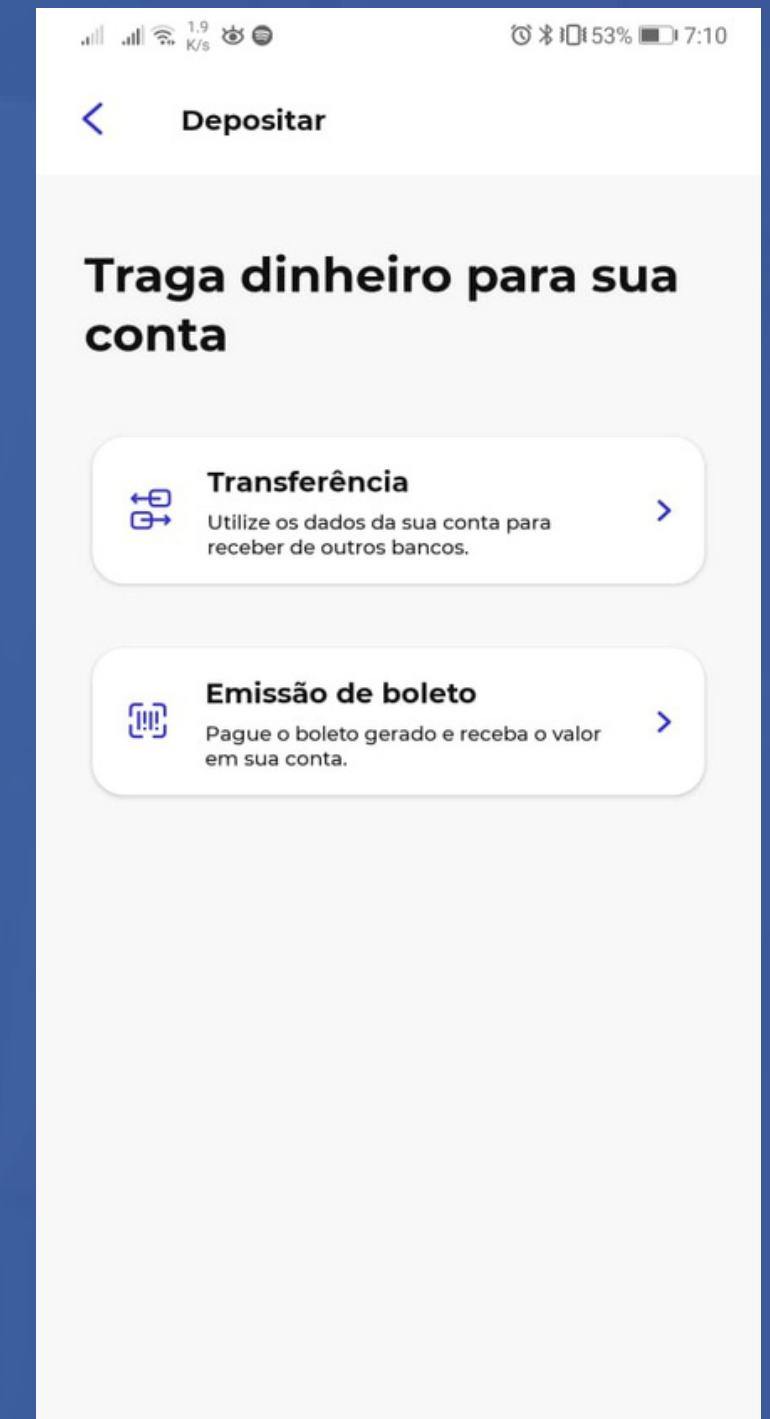 1.9
K/s
53%
7:10
Depositar
Traga dinheiro para sua
conta
Transferência
Utilize os dados da sua conta para
receber de outros bancos.
Emissão de boleto
Pague o boleto gerado e receba o valor
em sua conta.